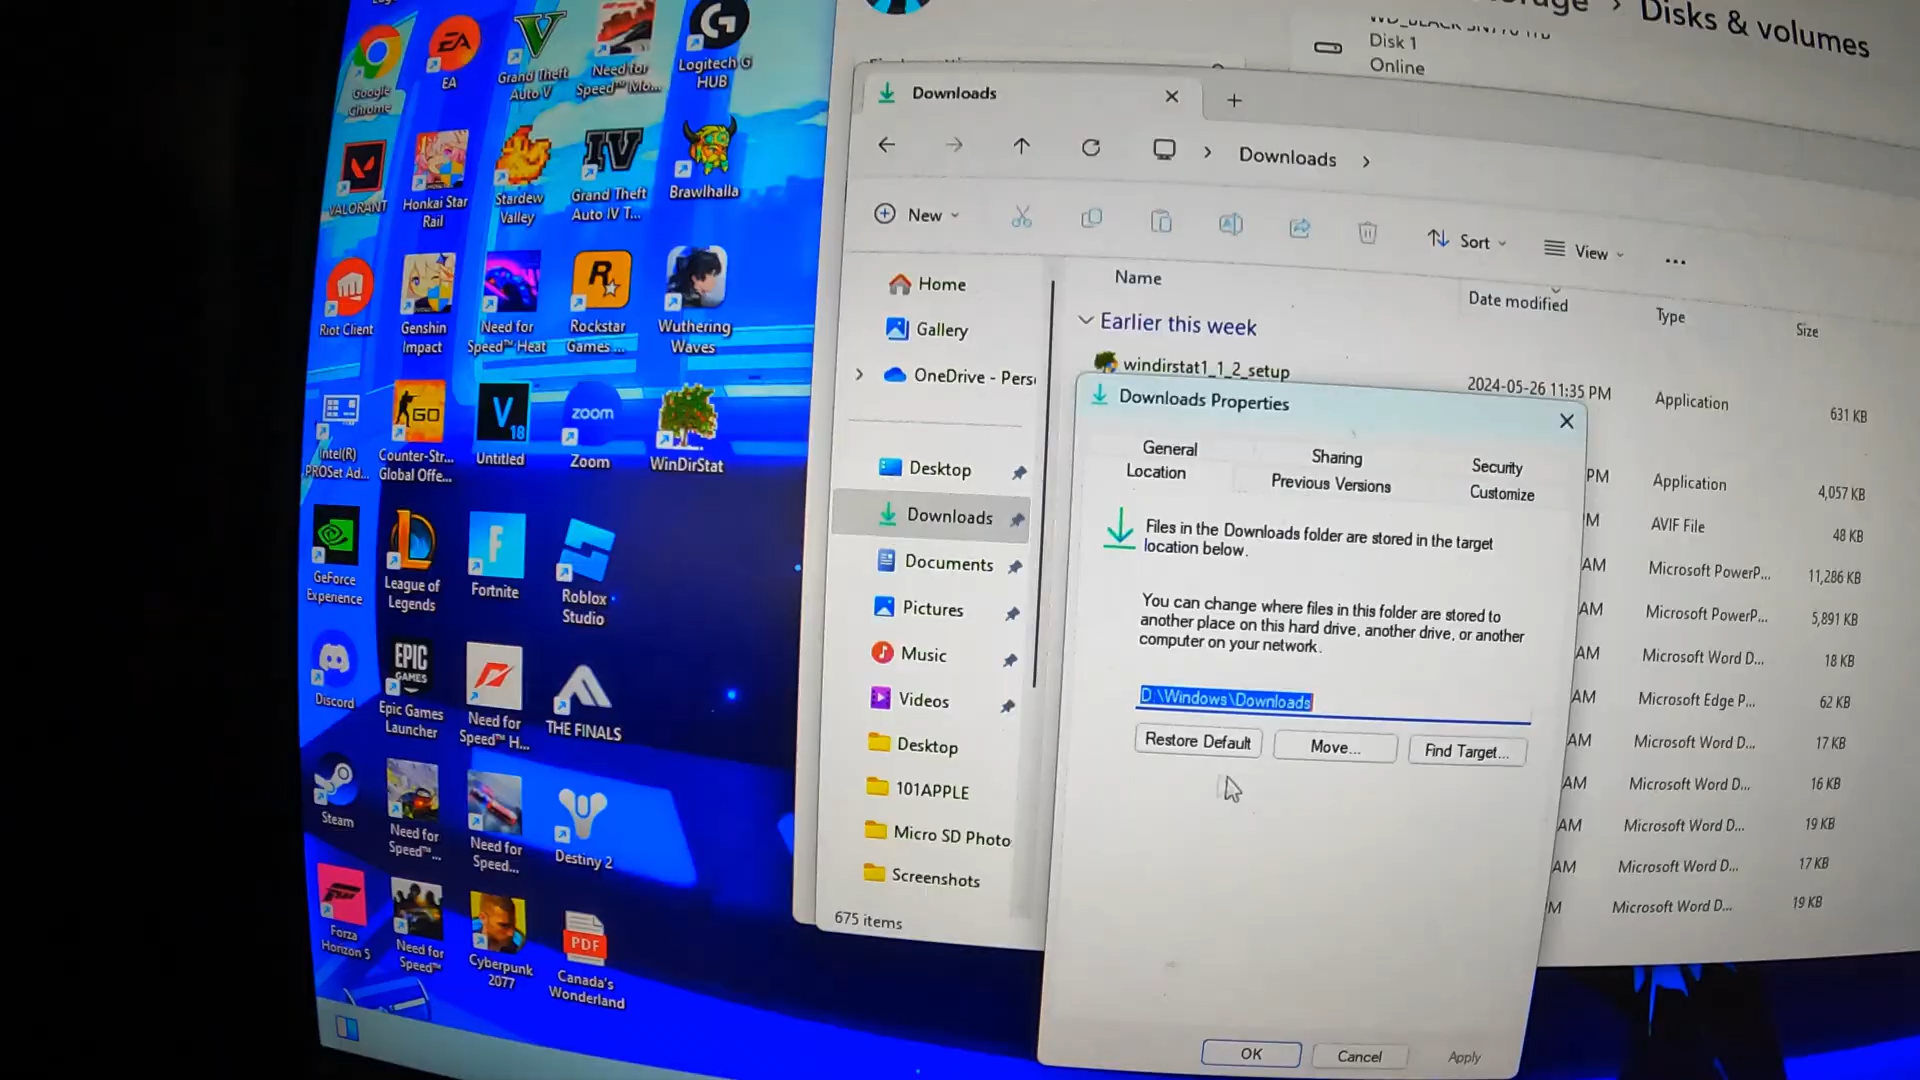 Disks & volumes
Disk 1
Online
Google
Chrome
EA
EA
Grand Theft
Auto V
Need for
Speed™ Mo...
Logitech G
HUB
VALORANT
Honkai Star
Rail
Stardew
Valley
IV
Grand Theft
Auto IV T...
Brawlhalla
Riot Client
Genshin
Impact
Need for
Speed™ Heat
Rockstar
Games ...
Wuthering
Waves
Intel(R)
PROSet Ad...
GO
Counter-Str...
Global Offe...
V
18
Untitled
zoom
Zoom
WinDirStat
GeForce
Experience
League of
Legends
Fortnite
Roblox
Studio
Discord
EPIC
GAMES
Epic Games
Launcher
Need for
Speed™ H...
THE FINALS
Steam
Need for
Speed™ ...
Need for
Speed...
Destiny 2
Forza
Horizon 5
Need for
Speed™
Cyberpunk
2077
PDF
Canada's
Wonderland
Downloads
Downloads
New
Sort
View
...
Home
Gallery
OneDrive - Pers
Desktop
Downloads
Documents
Pictures
Music
Videos
Desktop
101APPLE
Micro SD Photo
Screenshots
675 items
Name
Date modified
Type
Size
Earlier this week
windirstat1_1_2_setup
2024-05-26 11:35 PM
Application
631 KB
PM
Application
4,057 KB
M
AVIF File
48 KB
AM
Microsoft PowerP...
11,286 KB
AM
Microsoft PowerP...
5,891 KB
AM
Microsoft Word D...
18 KB
AM
Microsoft Edge P...
62 KB
AM
Microsoft Word D...
17 KB
AM
Microsoft Word D...
16 KB
AM
Microsoft Word D...
19 KB
AM
Microsoft Word D...
17 KB
M
Microsoft Word D...
19 KB
Downloads Properties
General
Sharing
Security
Location
Previous Versions
Customize
Files in the Downloads folder are stored in the target
location below.
You can change where files in this folder are stored to
another place on this hard drive, another drive, or another
computer on your network.
D:\Windows\Downloads
Restore Default
Move...
Find Target...
OK
Cancel
Apply